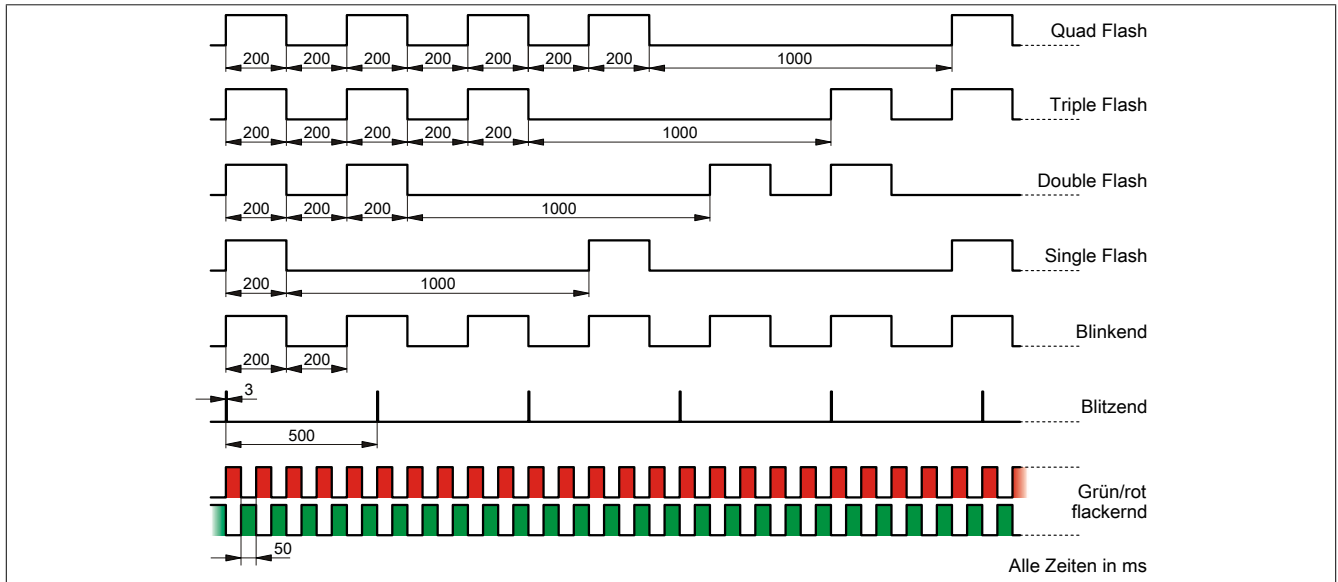 Quad Flash
200 200 200 200 200 200 200 1000
Triple Flash
200 200 200 200 200 1000
Double Flash
200 200 200 1000
Single Flash
200 1000
Blinkend
200 200
3
Blitzend
500
Grün/rot
flackernd
50
Alle Zeiten in ms